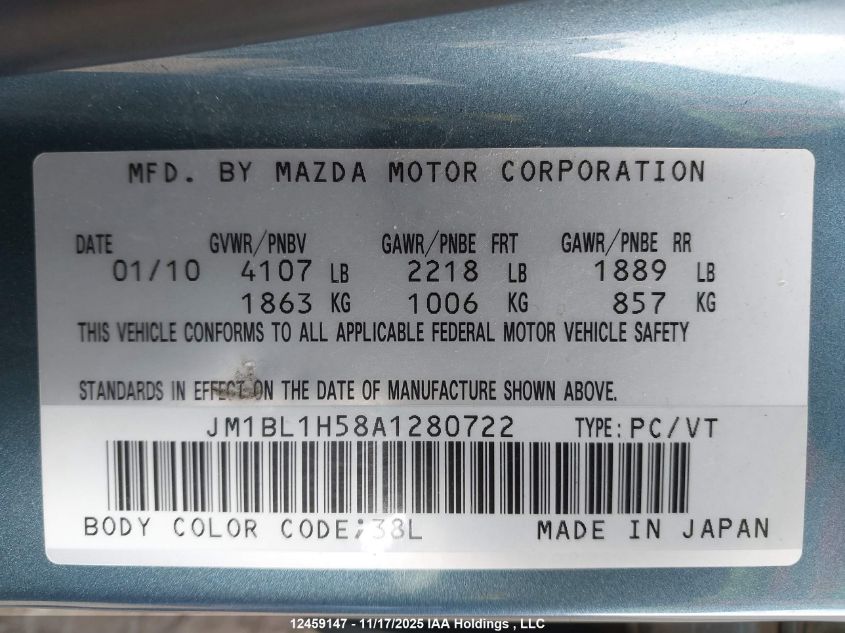 MFD. BY MAZDA MOTOR CORPORATION
DATE GVWR/PNBV GAWR/PNBE FRT GAWR/PNBE RR
01/10 4107 LB 2218 LB 1889 LB
1863 KG 1006 KG 857 KG
THIS VEHICLE CONFORMS TO ALL APPLICABLE FEDERAL MOTOR VEHICLE SAFETY
STANDARDS IN EFFECT ON THE DATE OF MANUFACTURE SHOWN ABOVE.
JM1BL1H58A1280722 TYPE:PC/VT
BODY COLOR CODE;38L MADE IN JAPAN
12459147 - 11/17/2025 IAA Holdings , LLC